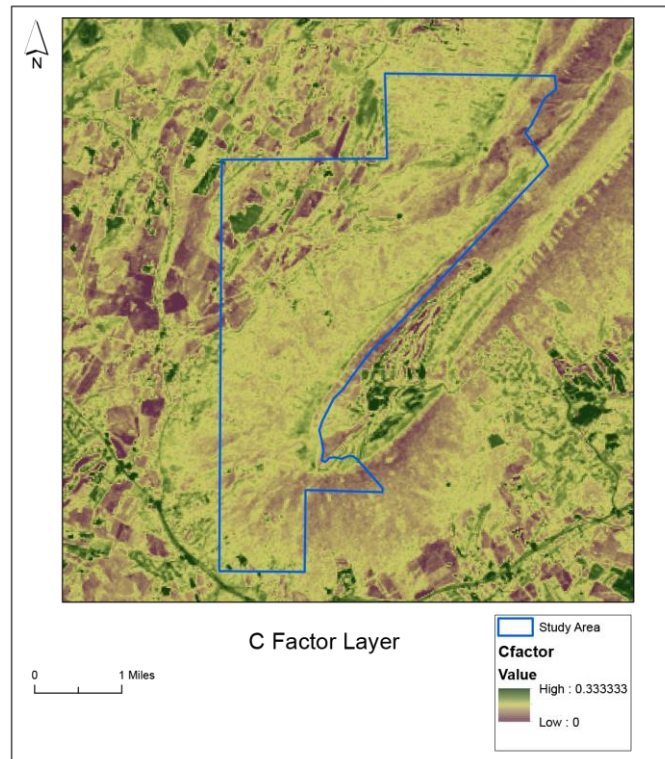 N
C Factor Layer
0 1 Miles
Study Area
Cfactor
Value
High : 0.333333
Low : 0